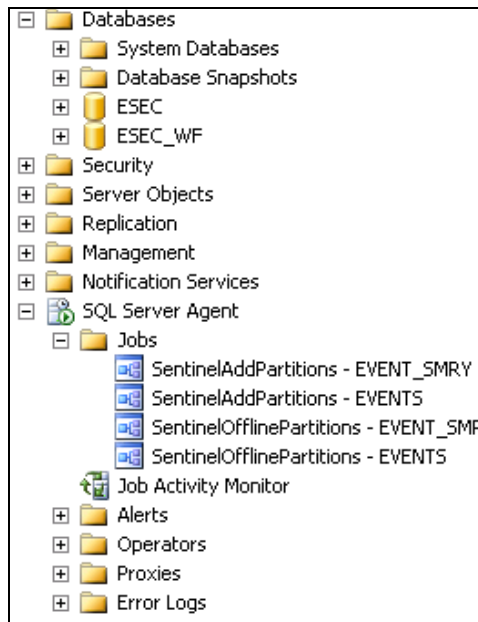 Databases
System Databases
Database Snapshots
ESEC
ESEC_WF
Security
Server Objects
Replication
Management
Notification Services
SQL Server Agent
Jobs
SentinelAddPartitions - EVENT_SMRY
SentinelAddPartitions - EVENTS
SentinelOfflinePartitions - EVENT_SMR
SentinelOfflinePartitions - EVENTS
Job Activity Monitor
Alerts
Operators
Proxies
Error Logs